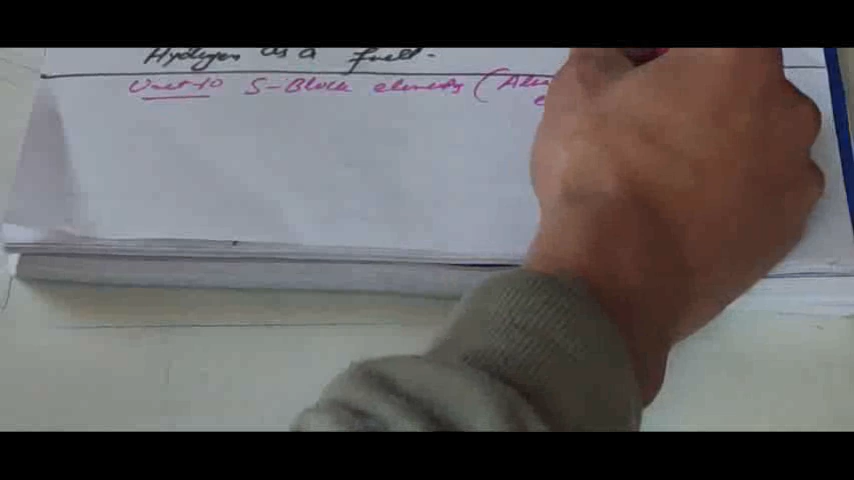 Hydrogen as a fuel.
Unit-10 S-Block elements (Al